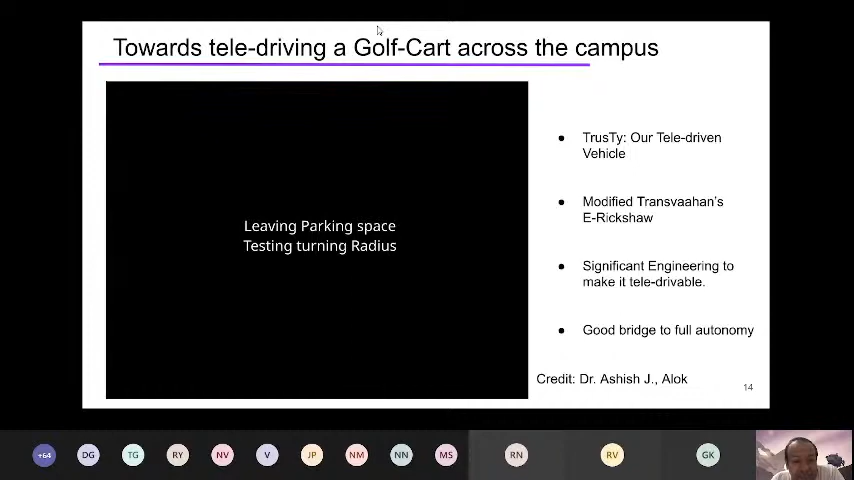 Towards tele-driving a Golf-Cart across the campus
Leaving Parking space
Testing turning Radius
● TrusTy: Our Tele-driven
Vehicle
● Modified Transvaahan's
E-Rickshaw
● Significant Engineering to
make it tele-drivable.
● Good bridge to full autonomy
Credit: Dr. Ashish J., Alok
14
+64 DG TG RY NV V JP NM NN MS RN RV GK